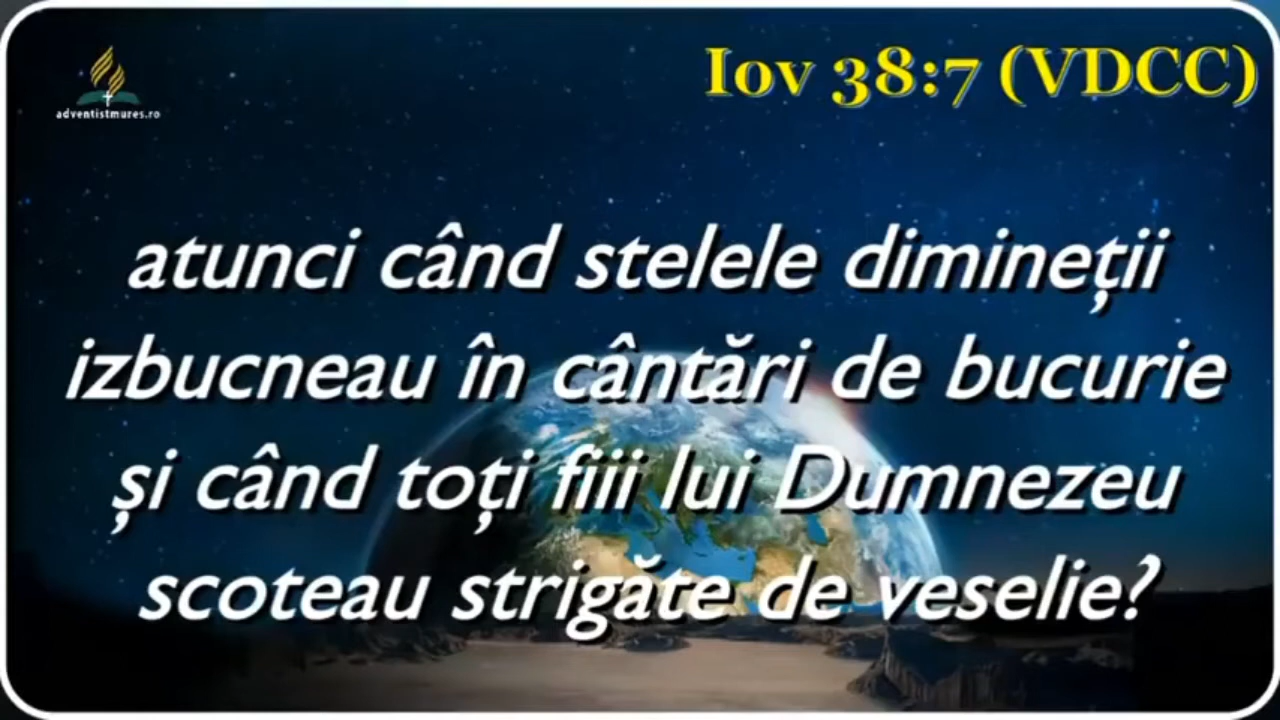 adventistmures.ro
Iov 38:7 (VDCC)
atunci când stelele dimineții
izbucneau în cântări de bucurie
și când toți fiii lui Dumnezeu
scoteau strigăte de veselie?